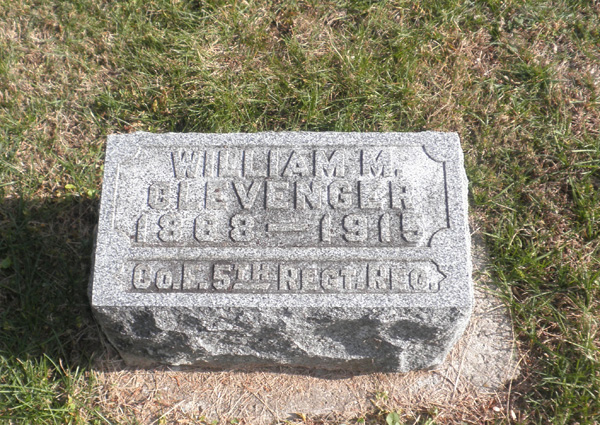 WILLIAM M.
CLEVENGER
1868—1915
Co. 5TH REGT.